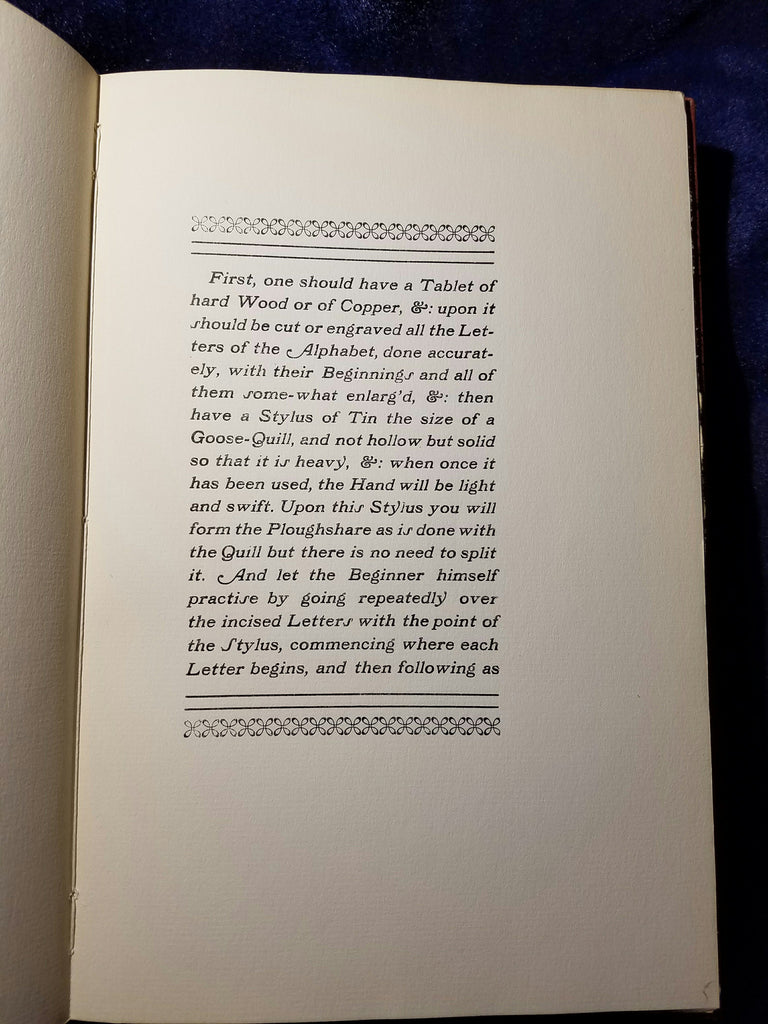 First, one should have a Tablet of
hard Wood or of Copper, &: upon it
should be cut or engraved all the Let-
ters of the Alphabet, done accurat-
ely, with their Beginnings and all of
them some-what enlarg'd, &: then
have a Stylus of Tin the size of a
Goose-Quill, and not hollow but solid
so that it is heavy, &: when once it
has been used, the Hand will be light
and swift. Upon this Stylus you will
form the Ploughshare as is done with
the Quill but there is no need to split
it. And let the Beginner himself
practise by going repeatedly over
the incised Letters with the point of
the Stylus, commencing where each
Letter begins, and then following as